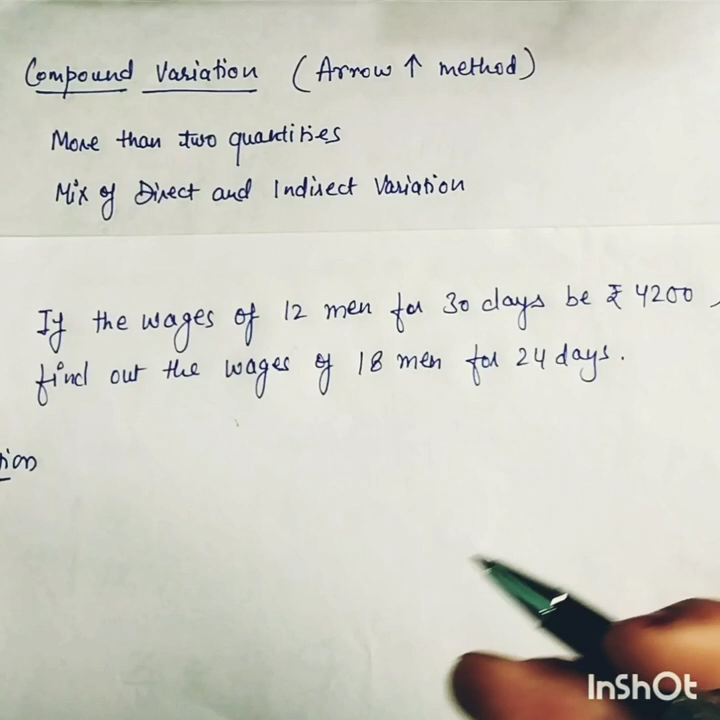 Compound Variation (Arrow ↑ method)
More than two quantities
Mix of Direct and Indirect Variation
If the wages of 12 men for 30 days be ₹ 4200,
find out the wages of 18 men for 24 days.
tion
InShOt